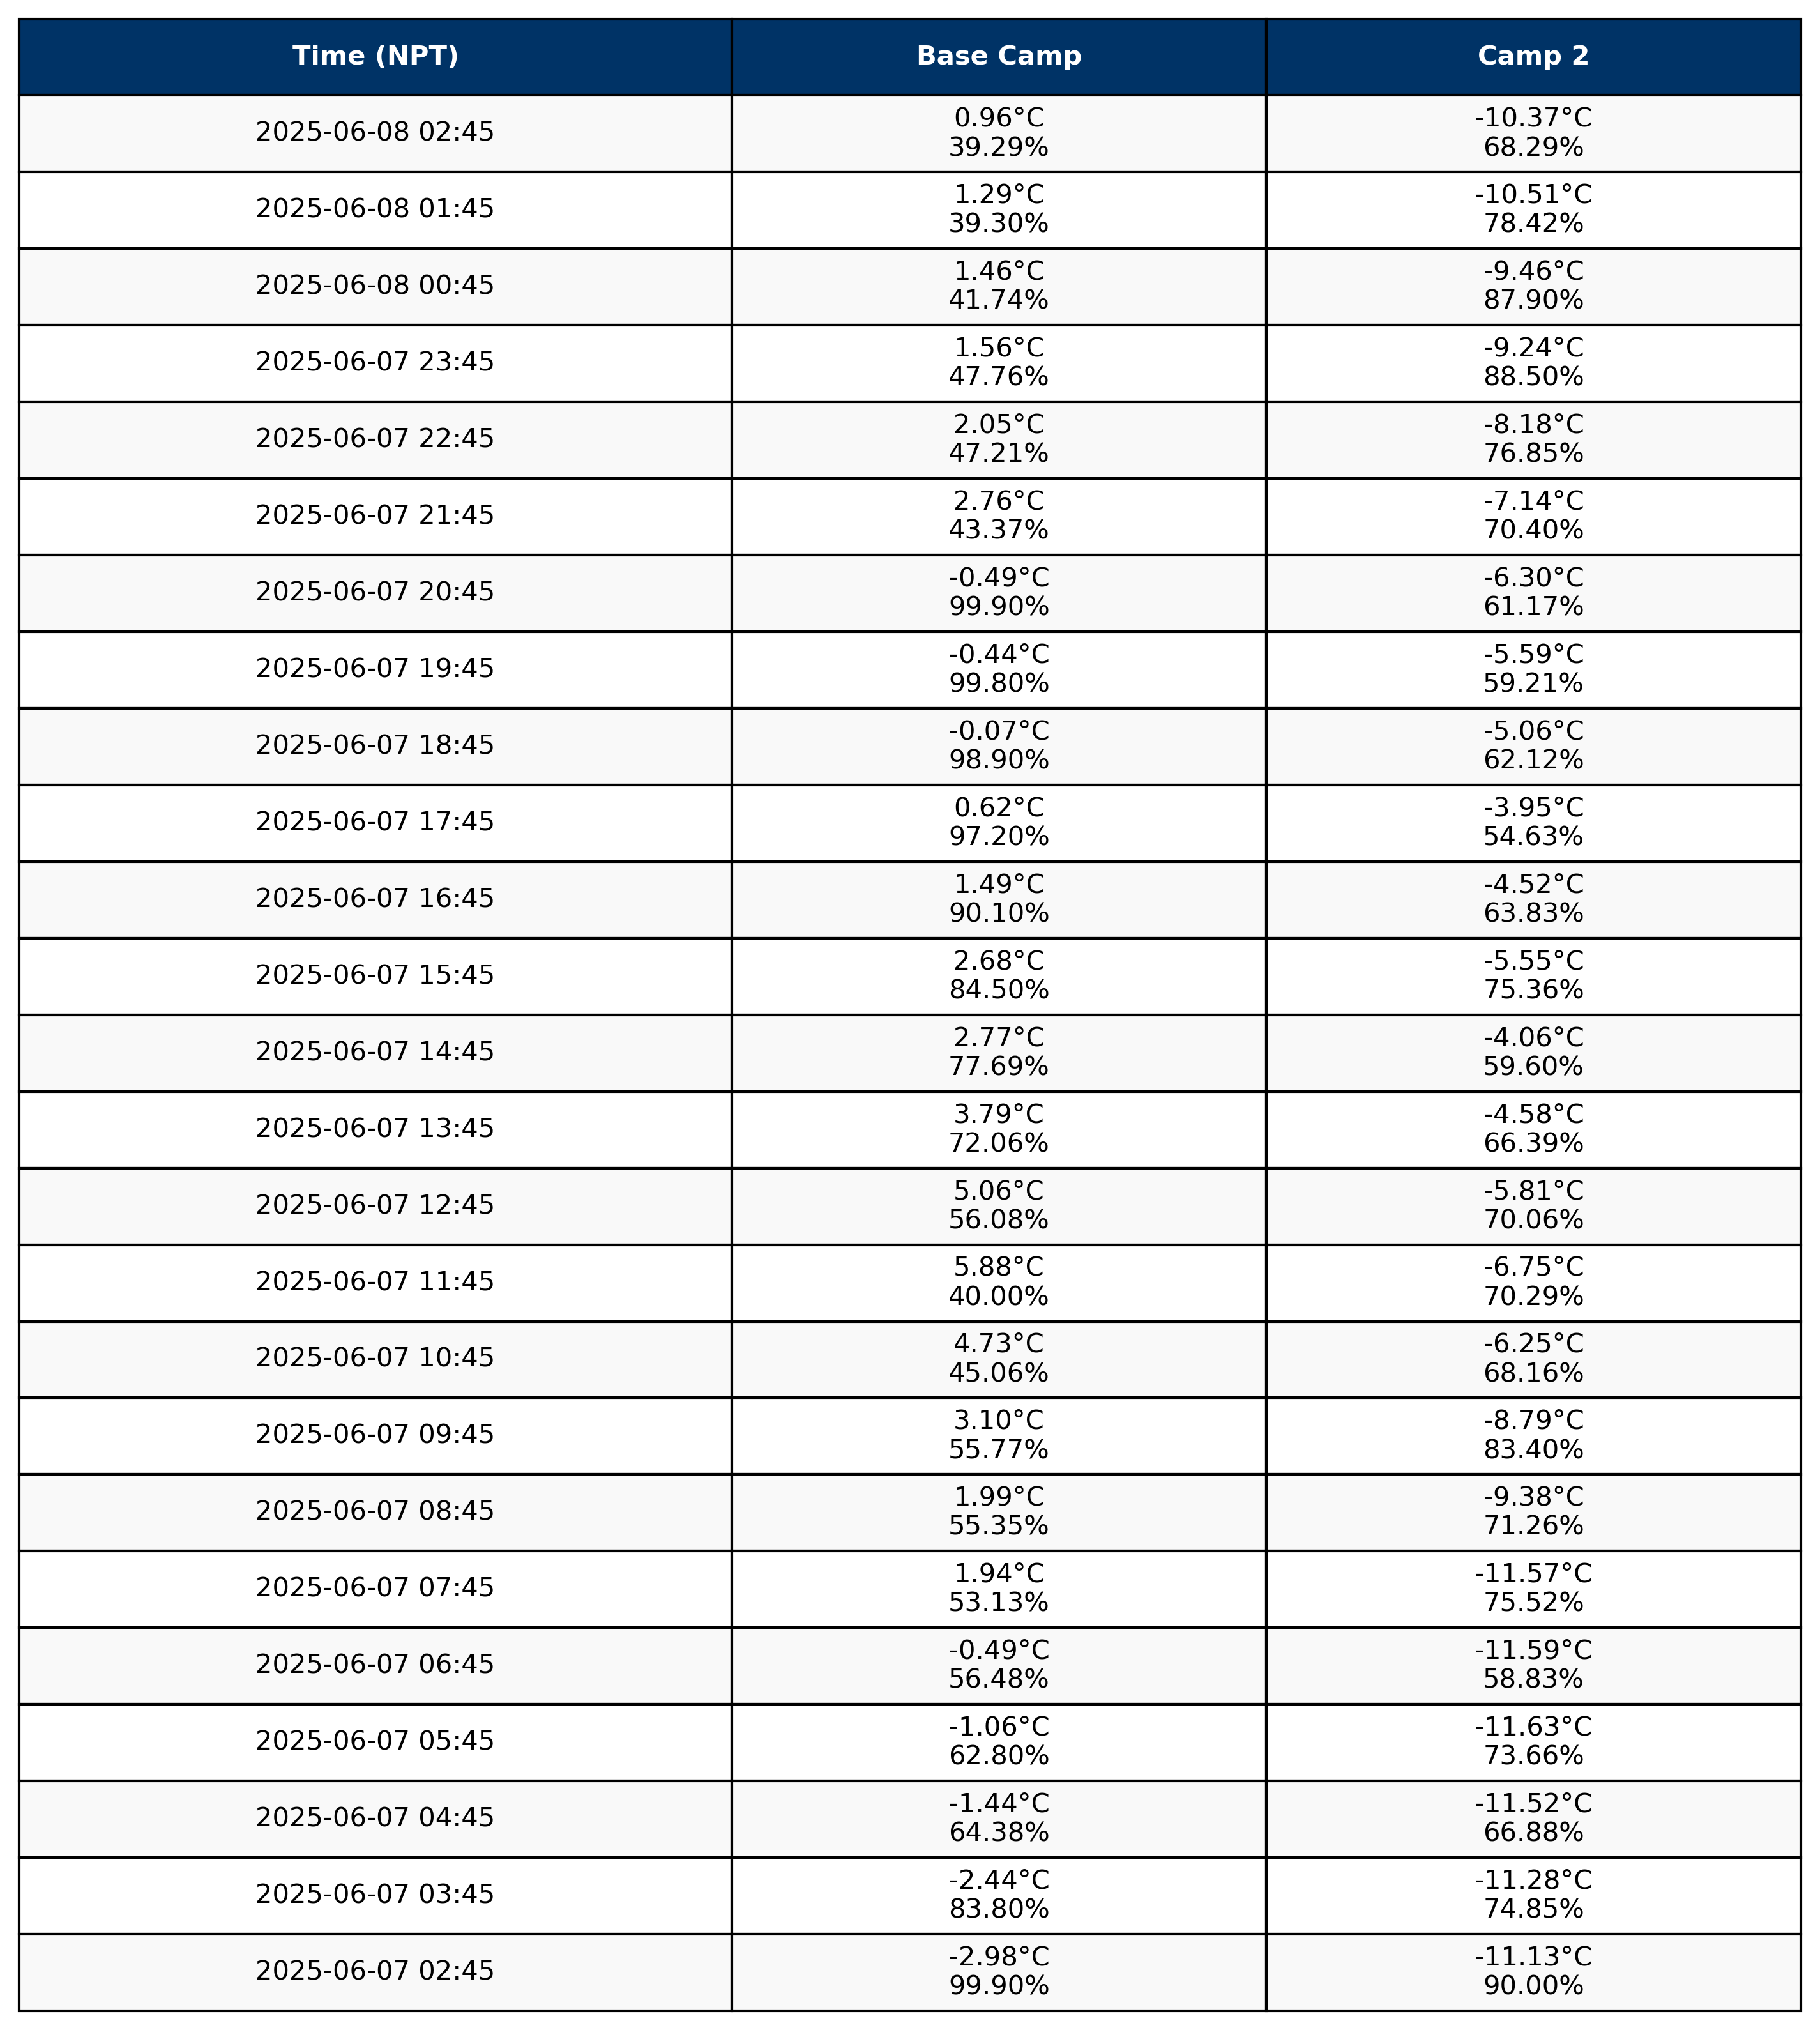 Time (NPT) Base Camp Camp 2
2025-06-08 02:45 0.96°C -10.37°C
39.29% 68.29%
2025-06-08 01:45 1.29°C -10.51°C
39.30% 78.42%
2025-06-08 00:45 1.46°C -9.46°C
41.74% 87.90%
2025-06-07 23:45 1.56°C -9.24°C
47.76% 88.50%
2025-06-07 22:45 2.05°C -8.18°C
47.21% 76.85%
2025-06-07 21:45 2.76°C -7.14°C
43.37% 70.40%
2025-06-07 20:45 -0.49°C -6.30°C
99.90% 61.17%
2025-06-07 19:45 -0.44°C -5.59°C
99.80% 59.21%
2025-06-07 18:45 -0.07°C -5.06°C
98.90% 62.12%
2025-06-07 17:45 0.62°C -3.95°C
97.20% 54.63%
2025-06-07 16:45 1.49°C -4.52°C
90.10% 63.83%
2025-06-07 15:45 2.68°C -5.55°C
84.50% 75.36%
2025-06-07 14:45 2.77°C -4.06°C
77.69% 59.60%
2025-06-07 13:45 3.79°C -4.58°C
72.06% 66.39%
2025-06-07 12:45 5.06°C -5.81°C
56.08% 70.06%
2025-06-07 11:45 5.88°C -6.75°C
40.00% 70.29%
2025-06-07 10:45 4.73°C -6.25°C
45.06% 68.16%
2025-06-07 09:45 3.10°C -8.79°C
55.77% 83.40%
2025-06-07 08:45 1.99°C -9.38°C
55.35% 71.26%
2025-06-07 07:45 1.94°C -11.57°C
53.13% 75.52%
2025-06-07 06:45 -0.49°C -11.59°C
56.48% 58.83%
2025-06-07 05:45 -1.06°C -11.63°C
62.80% 73.66%
2025-06-07 04:45 -1.44°C -11.52°C
64.38% 66.88%
2025-06-07 03:45 -2.44°C -11.28°C
83.80% 74.85%
2025-06-07 02:45 -2.98°C -11.13°C
99.90% 90.00%